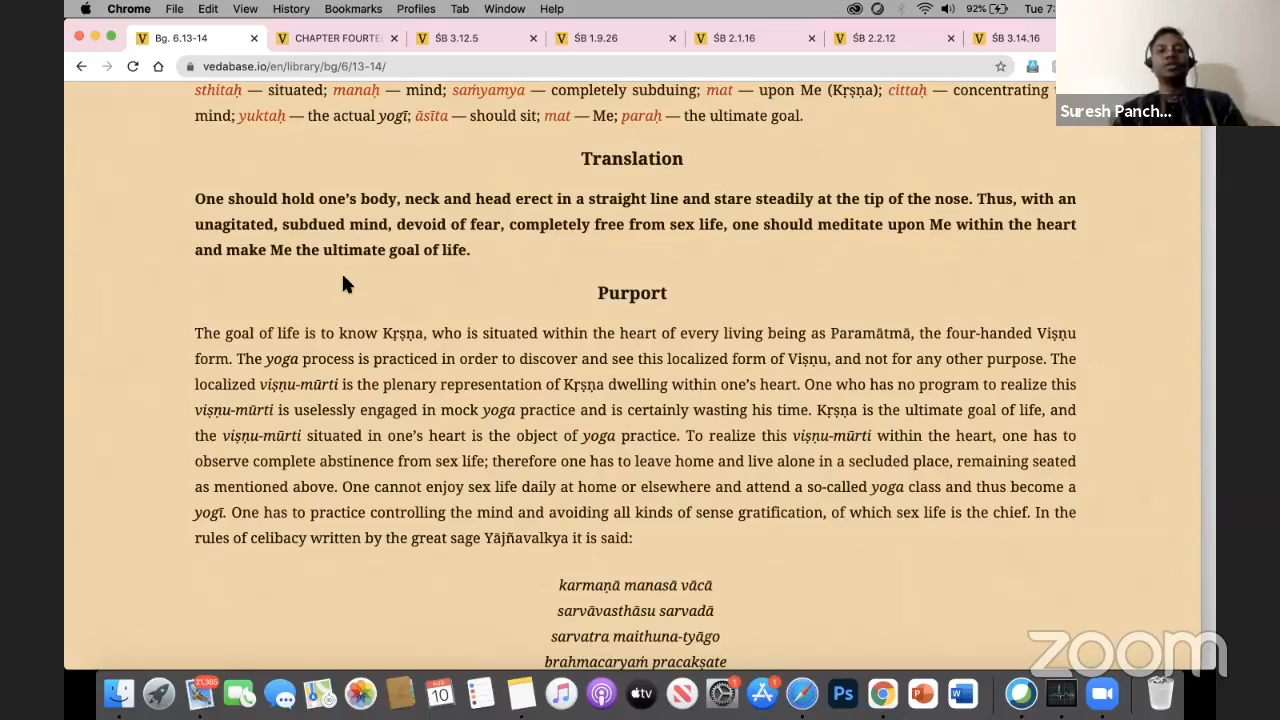 Chrome File Edit View History Bookmarks Profiles Tab Window Help 92% Tue 7:
Bg. 6.13-14 CHAPTER FOURTE ŚB 3.12.5 ŚB 1.9.26 ŚB 2.1.16 ŚB 2.2.12 ŚB 3.14.16
vedabase.io/en/library/bg/6/13-14/
Suresh Panch...
sthitaḥ — situated; manaḥ — mind; saṁyamya — completely subduing; mat — upon Me (Kṛṣṇa); cittaḥ — concentrating
mind; yuktaḥ — the actual yogī; āsīta — should sit; mat — Me; paraḥ — the ultimate goal.
Translation
One should hold one’s body, neck and head erect in a straight line and stare steadily at the tip of the nose. Thus, with an
unagitated, subdued mind, devoid of fear, completely free from sex life, one should meditate upon Me within the heart
and make Me the ultimate goal of life.
Purport
The goal of life is to know Kṛṣṇa, who is situated within the heart of every living being as Paramātmā, the four-handed Viṣṇu
form. The yoga process is practiced in order to discover and see this localized form of Viṣṇu, and not for any other purpose. The
localized viṣṇu-mūrti is the plenary representation of Kṛṣṇa dwelling within one’s heart. One who has no program to realize this
viṣṇu-mūrti is uselessly engaged in mock yoga practice and is certainly wasting his time. Kṛṣṇa is the ultimate goal of life, and
the viṣṇu-mūrti situated in one’s heart is the object of yoga practice. To realize this viṣṇu-mūrti within the heart, one has to
observe complete abstinence from sex life; therefore one has to leave home and live alone in a secluded place, remaining seated
as mentioned above. One cannot enjoy sex life daily at home or elsewhere and attend a so-called yoga class and thus become a
yogī. One has to practice controlling the mind and avoiding all kinds of sense gratification, of which sex life is the chief. In the
rules of celibacy written by the great sage Yājñavalkya it is said:
karmaṇā manasā vācā
sarvāvasthāsu sarvadā
sarvatra maithuna-tyāgo
brahmacaryaṁ pracakṣate
zoom
21,365 AUG 10 tv 1 1 Ps P W